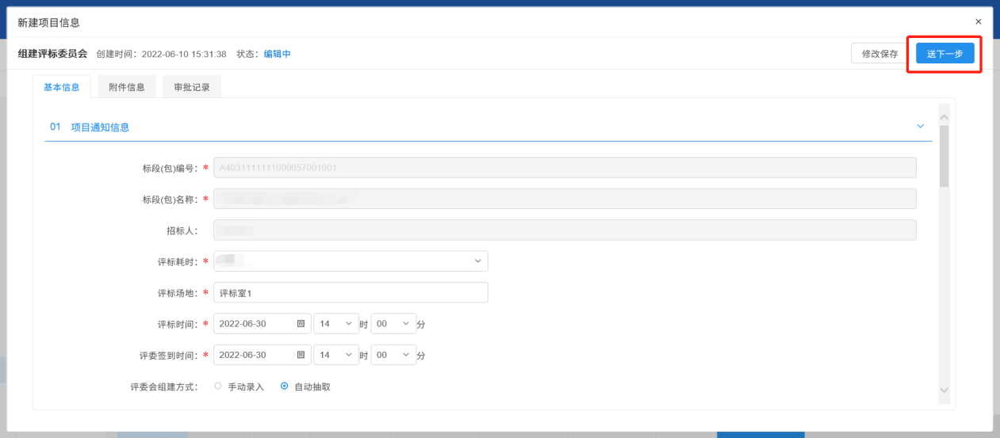 新建项目信息 ×
组建评标委员会 创建时间：2022-06-10 15:31:38 状态：编辑中 修改保存 送下一步
基本信息 附件信息 审批记录
01 项目通知信息
标段(包)编号：* A4031111111000057001001
标段(包)名称：*
招标人：
评标耗时：*
评标场地：* 评标室1
评标时间：* 2022-06-30 14 时 00 分
评委签到时间：* 2022-06-30 14 时 00 分
评委会组建方式： 手动录入 自动抽取